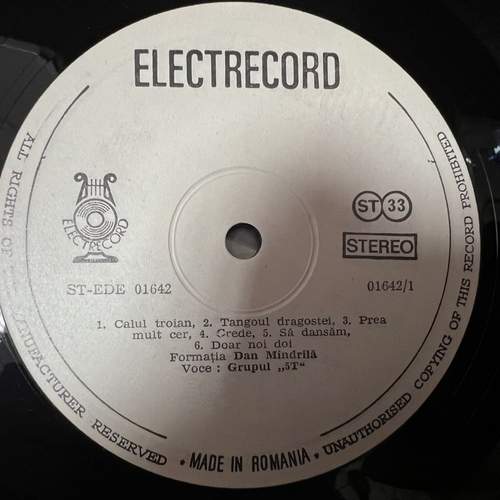 ELECTRECORD
ELECTRECORD
ST 33
STEREO
ST-EDE 01642
01642/1
1. Calul troian, 2. Tangoul dragostei, 3. Prea
mult cer, 4. Crede, 5. Să dansăm,
6. Doar noi doi
Formația Dan Mîndrilă
Voce : Grupul „5T“
ALL RIGHTS OF MANUFACTURER RESERVED • MADE IN ROMANIA • UNAUTHORISED COPYING OF THIS RECORD PROHIBITED